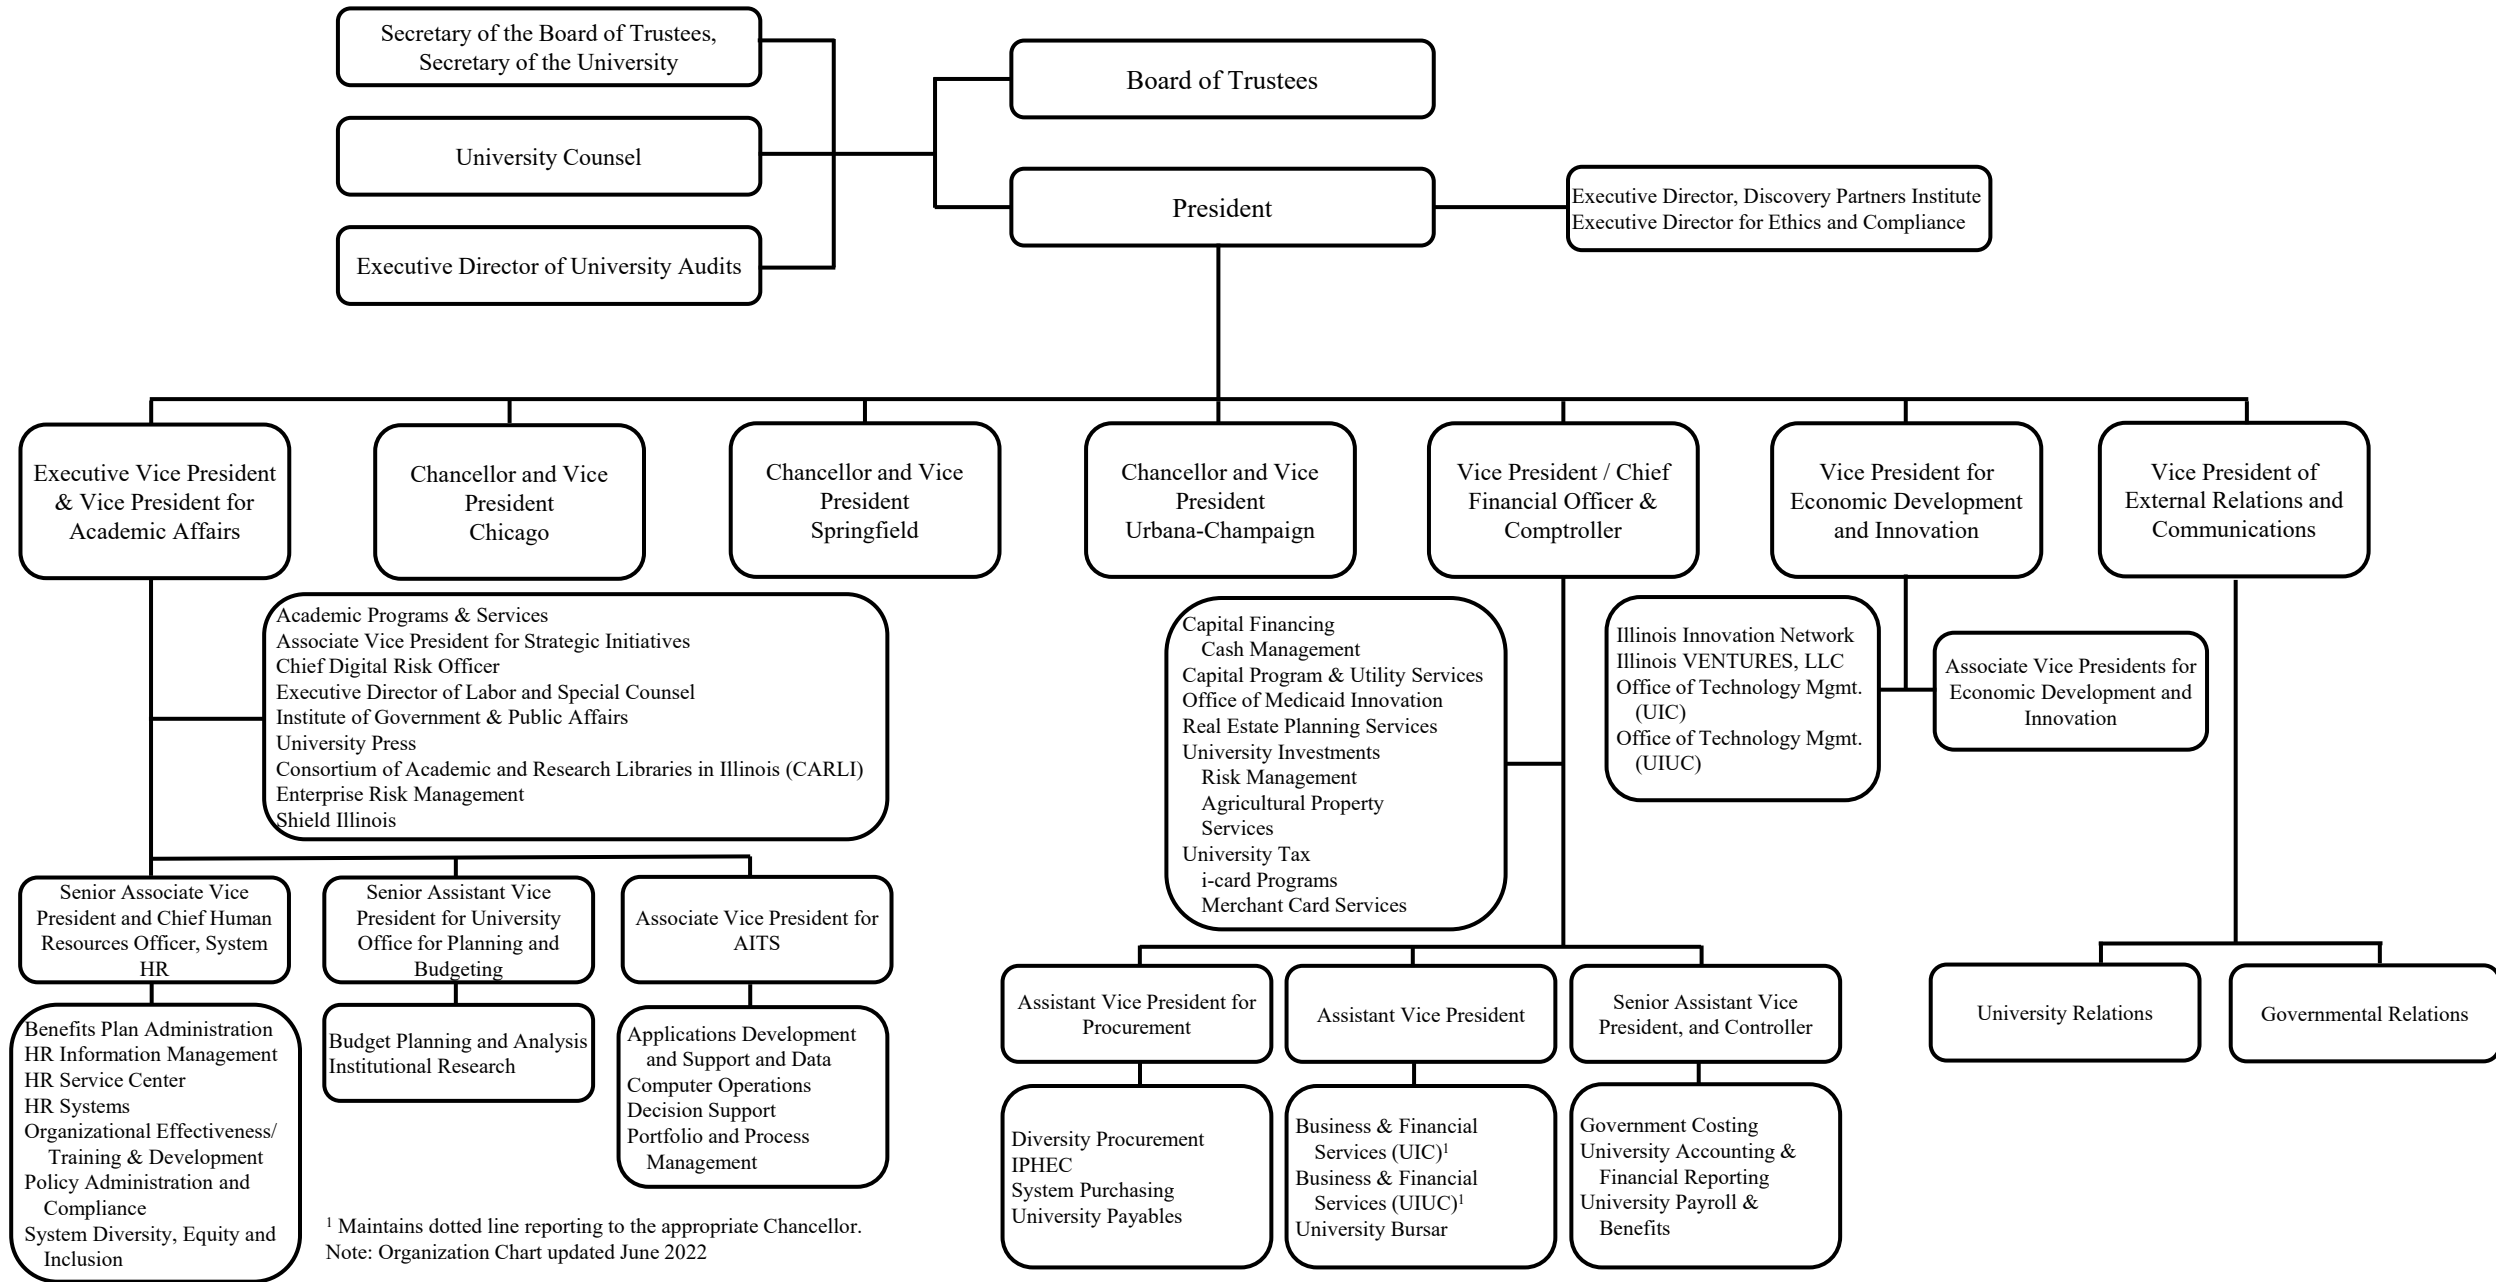 Secretary of the Board of Trustees,
Secretary of the University
Board of Trustees
University Counsel
President
Executive Director, Discovery Partners Institute
Executive Director for Ethics and Compliance
Executive Director of University Audits
Executive Vice President
& Vice President for
Academic Affairs
Chancellor and Vice
President
Chicago
Chancellor and Vice
President
Springfield
Chancellor and Vice
President
Urbana-Champaign
Vice President / Chief
Financial Officer &
Comptroller
Vice President for
Economic Development
and Innovation
Vice President of
External Relations and
Communications
Academic Programs & Services
Associate Vice President for Strategic Initiatives
Chief Digital Risk Officer
Executive Director of Labor and Special Counsel
Institute of Government & Public Affairs
University Press
Consortium of Academic and Research Libraries in Illinois (CARLI)
Enterprise Risk Management
Shield Illinois
Capital Financing
Cash Management
Capital Program & Utility Services
Office of Medicaid Innovation
Real Estate Planning Services
University Investments
Risk Management
Agricultural Property
Services
University Tax
i-card Programs
Merchant Card Services
Illinois Innovation Network
Illinois VENTURES, LLC
Office of Technology Mgmt.
(UIC)
Office of Technology Mgmt.
(UIUC)
Associate Vice Presidents for
Economic Development and
Innovation
Senior Associate Vice
President and Chief Human
Resources Officer, System
HR
Senior Assistant Vice
President for University
Office for Planning and
Budgeting
Associate Vice President for
AITS
Assistant Vice President for
Procurement
Assistant Vice President
Senior Assistant Vice
President, and Controller
University Relations
Governmental Relations
Benefits Plan Administration
HR Information Management
HR Service Center
HR Systems
Organizational Effectiveness/
Training & Development
Policy Administration and
Compliance
System Diversity, Equity and
Inclusion
Budget Planning and Analysis
Institutional Research
Applications Development
and Support and Data
Computer Operations
Decision Support
Portfolio and Process
Management
Diversity Procurement
IPHEC
System Purchasing
University Payables
Business & Financial
Services (UIC)¹
Business & Financial
Services (UIUC)¹
University Bursar
Government Costing
University Accounting &
Financial Reporting
University Payroll &
Benefits
¹ Maintains dotted line reporting to the appropriate Chancellor.
Note: Organization Chart updated June 2022